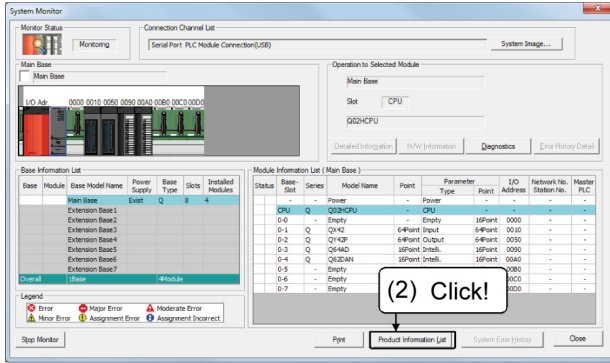 System Monitor
Monitor Status
Monitoring
Connection Channel List
Serial Port PLC Module Connection(USB)
System Image...
Main Base
Main Base
I/O Adr. 0000 0010 0050 0090 00A0 00B0 00C0 00D0
Operation to Selected Module
Main Base
Slot CPU
Q02HCPU
Detailed Information
H/W Information
Diagnostics
Error History Detail
Base Information List
Base Module Base Model Name Power Supply Base Type Slots Installed Modules
Main Base Exist Q 8 4
Extension Base1
Extension Base2
Extension Base3
Extension Base4
Extension Base5
Extension Base6
Extension Base7
Overall 1Base 4Module
Module Information List ( Main Base )
Status Base-Slot Series Model Name Point Parameter Type Point I/O Address Network No. Station No. Master PLC
- - Power - Power - - - -
CPU Q Q02HCPU - CPU - - - -
0-0 - Empty - Empty 16Point 0000
0-1 Q QX42 64Point Input 64Point 0010
0-2 Q QY42P 64Point Output 64Point 0050
0-3 Q Q64AD 16Point Intelli. 16Point 0090
0-4 Q Q62DAN 16Point Intelli. 16Point 00A0
0-5 - Empty
0-6 - Empty
0-7 - Empty
(2) Click!
Legend
Error Major Error Moderate Error
Minor Error Assignment Error Assignment Incorrect
Stop Monitor
Print
Product Information List
System Error History
Close